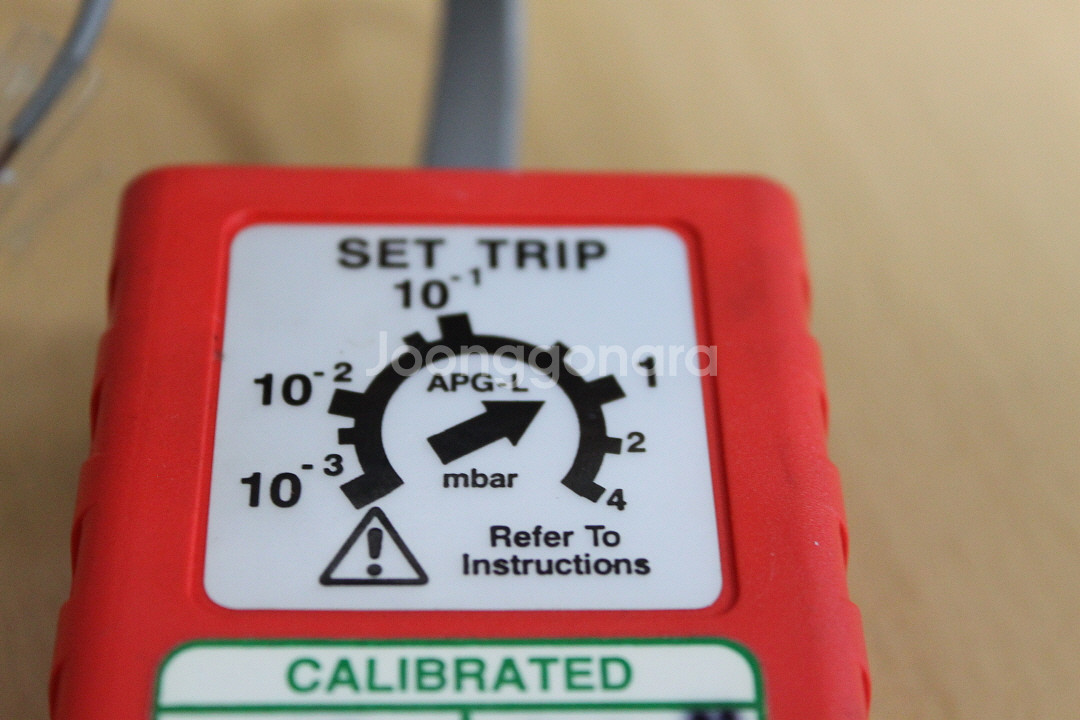 SET TRIP
10⁻¹
10⁻² 1
APG-L
2
10⁻³ mbar
4
Refer To
Instructions
CALIBRATED
Joonggonara